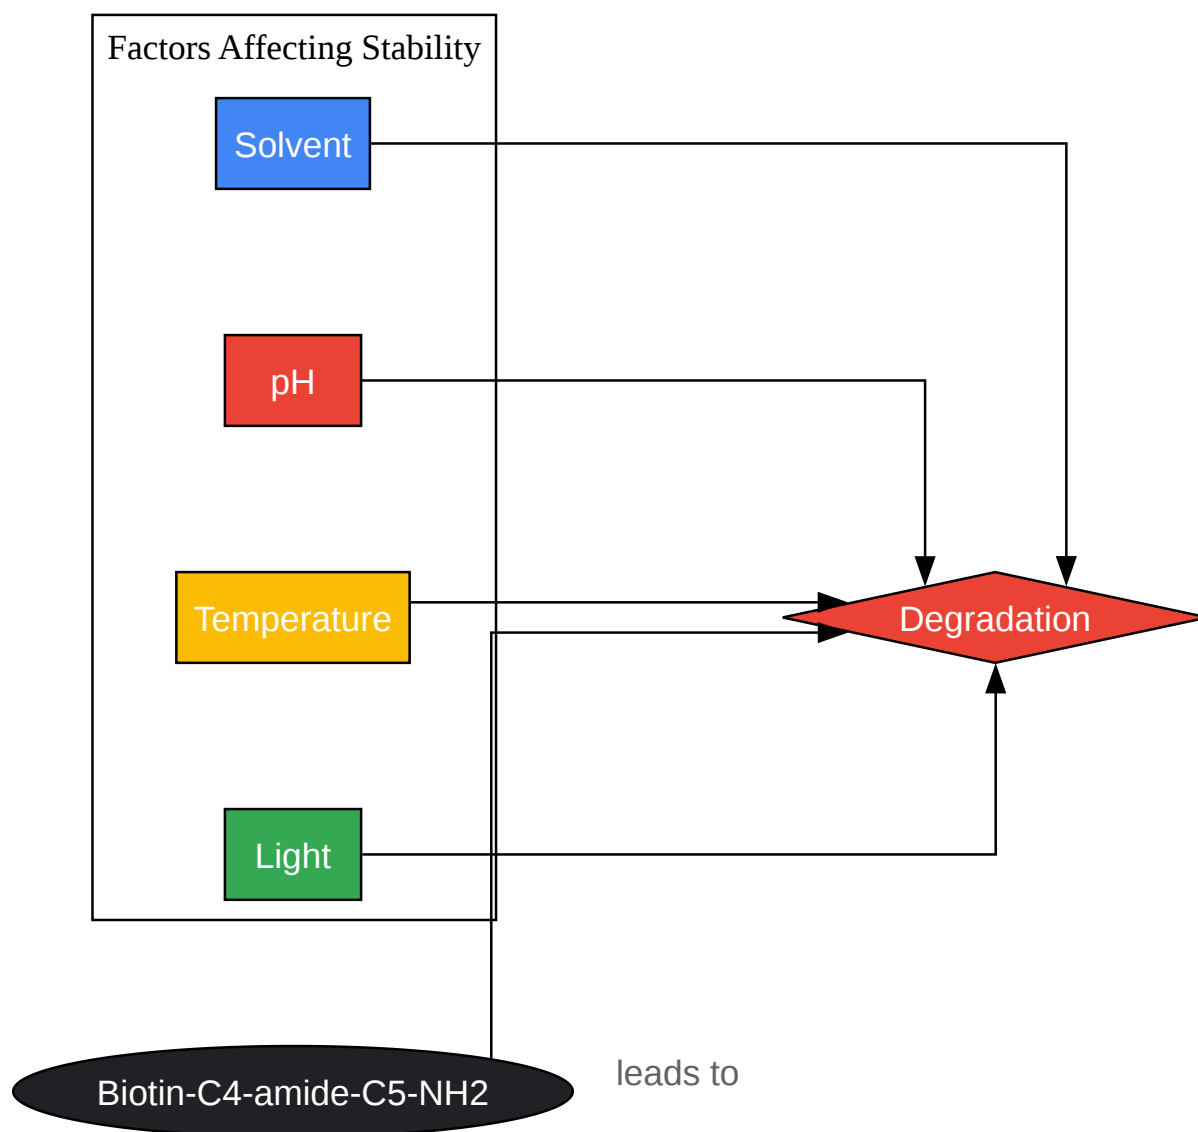 Factors Affecting Stability
Solvent
pH
Temperature
Degradation
Light
Biotin-C4-amide-C5-NH2
leads to